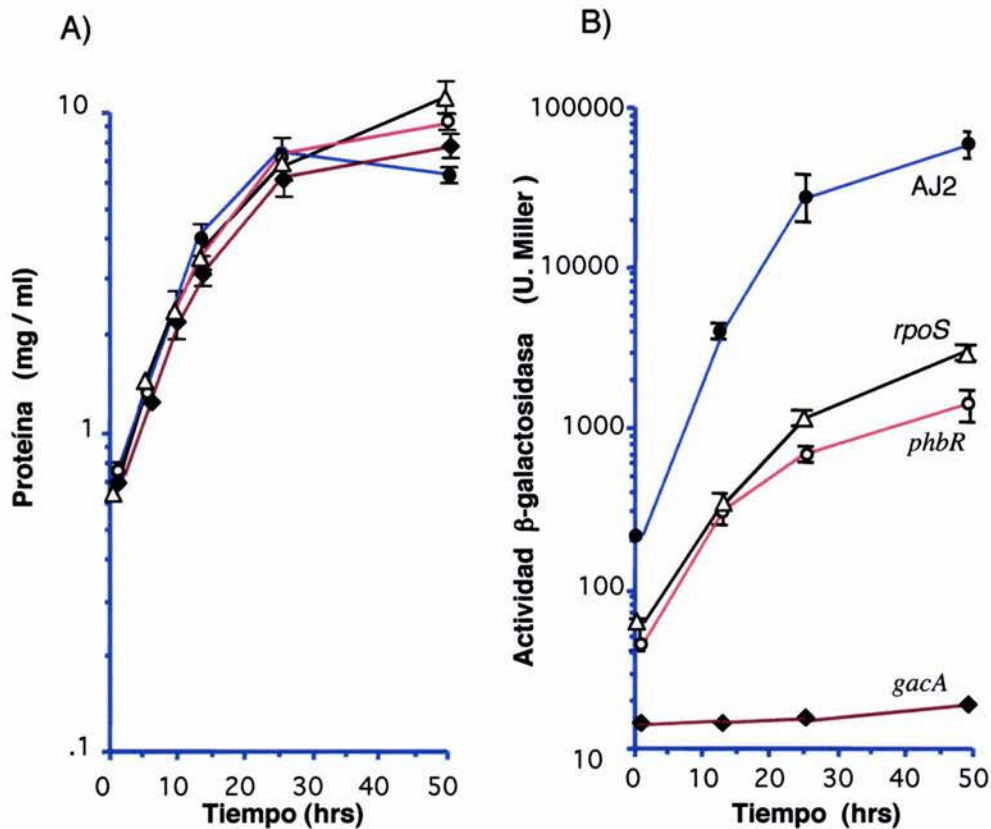 A)
10
1
.1
Proteína (mg / ml)
0 10 20 30 40 50
Tiempo (hrs)
B)
100000
10000
1000
100
10
Actividad β-galactosidasa (U. Miller )
AJ2
rpoS
phbR
gacA
0 10 20 30 40 50
Tiempo (hrs)